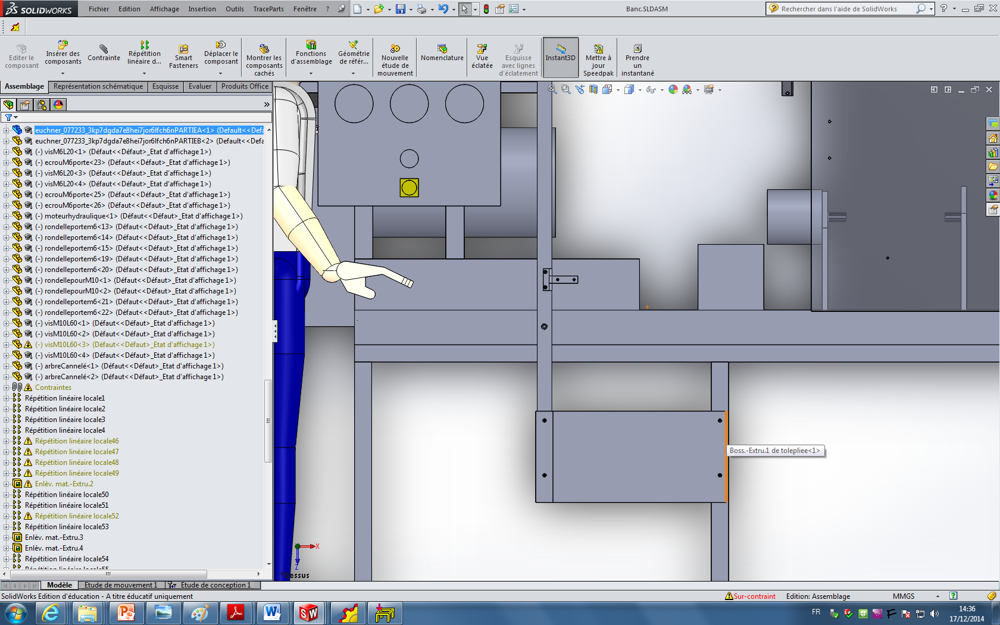 SOLIDWORKS
Fichier Edition Affichage Insertion Outils TraceParts Fenêtre ?
Banc.SLDASM
Rechercher dans l'aide de SolidWorks
Editer le composant
Insérer des composants
Contrainte
Répétition linéaire d...
Smart Fasteners
Déplacer le composant
Montrer les composants cachés
Fonctions d'assemblage
Géométrie de référ...
Nouvelle étude de mouvement
Nomenclature
Vue éclatée
Esquisse avec lignes d'éclatement
Instant3D
Mettre à jour Speedpak
Prendre un instantané
Assemblage Représentation schématique Esquisse Evaluer Produits Office
euchner_077233_3kp7dgda7e8hei7jor6lfch6nPARTIEA<1> (Default<<Defa
euchner_077233_3kp7dgda7e8hei7jor6lfch6nPARTIEB<2> (Default<<Defa
(-) visM6L20<1> (Défaut<<Défaut>_Etat d'affichage 1>)
(-) ecrouM6porte<23> (Défaut<<Défaut>_Etat d'affichage 1>)
(-) visM6L20<3> (Défaut<<Défaut>_Etat d'affichage 1>)
(-) visM6L20<4> (Défaut<<Défaut>_Etat d'affichage 1>)
(-) ecrouM6porte<25> (Défaut<<Défaut>_Etat d'affichage 1>)
(-) ecrouM6porte<26> (Défaut<<Défaut>_Etat d'affichage 1>)
(-) moteurhydraulique<1> (Défaut<<Défaut>_Etat d'affichage 1>)
(-) rondelleportem6<13> (Défaut<<Défaut>_Etat d'affichage 1>)
(-) rondelleportem6<14> (Défaut<<Défaut>_Etat d'affichage 1>)
(-) rondelleportem6<15> (Défaut<<Défaut>_Etat d'affichage 1>)
(-) rondelleportem6<19> (Défaut<<Défaut>_Etat d'affichage 1>)
(-) rondelleportem6<20> (Défaut<<Défaut>_Etat d'affichage 1>)
(-) rondellepourM10<1> (Défaut<<Défaut>_Etat d'affichage 1>)
(-) rondellepourM10<2> (Défaut<<Défaut>_Etat d'affichage 1>)
(-) rondelleportem6<21> (Défaut<<Défaut>_Etat d'affichage 1>)
(-) rondelleportem6<22> (Défaut<<Défaut>_Etat d'affichage 1>)
(-) visM10L60<1> (Défaut<<Défaut>_Etat d'affichage 1>)
(-) visM10L60<2> (Défaut<<Défaut>_Etat d'affichage 1>)
(-) visM10L60<3> (Défaut<<Défaut>_Etat d'affichage 1>)
(-) visM10L60<4> (Défaut<<Défaut>_Etat d'affichage 1>)
(-) arbreCannelé<1> (Défaut<<Défaut>_Etat d'affichage 1>)
(-) arbreCannelé<2> (Défaut<<Défaut>_Etat d'affichage 1>)
Contraintes
Répétition linéaire locale1
Répétition linéaire locale2
Répétition linéaire locale3
Répétition linéaire locale4
Répétition linéaire locale46
Répétition linéaire locale47
Répétition linéaire locale48
Répétition linéaire locale49
Enlèv. mat.-Extru.2
Répétition linéaire locale50
Répétition linéaire locale51
Répétition linéaire locale52
Répétition linéaire locale53
Enlèv. mat.-Extru.3
Enlèv. mat.-Extru.4
Répétition linéaire locale54
Boss.-Extru.1 de tolepliee<1>
X
Z
*Dessus
Modèle Etude de mouvement 1 Etude de conception 1
SolidWorks Edition d'éducation - A titre éducatif uniquement
Sur-contraint Edition: Assemblage MMGS
FR
14:36
17/12/2014